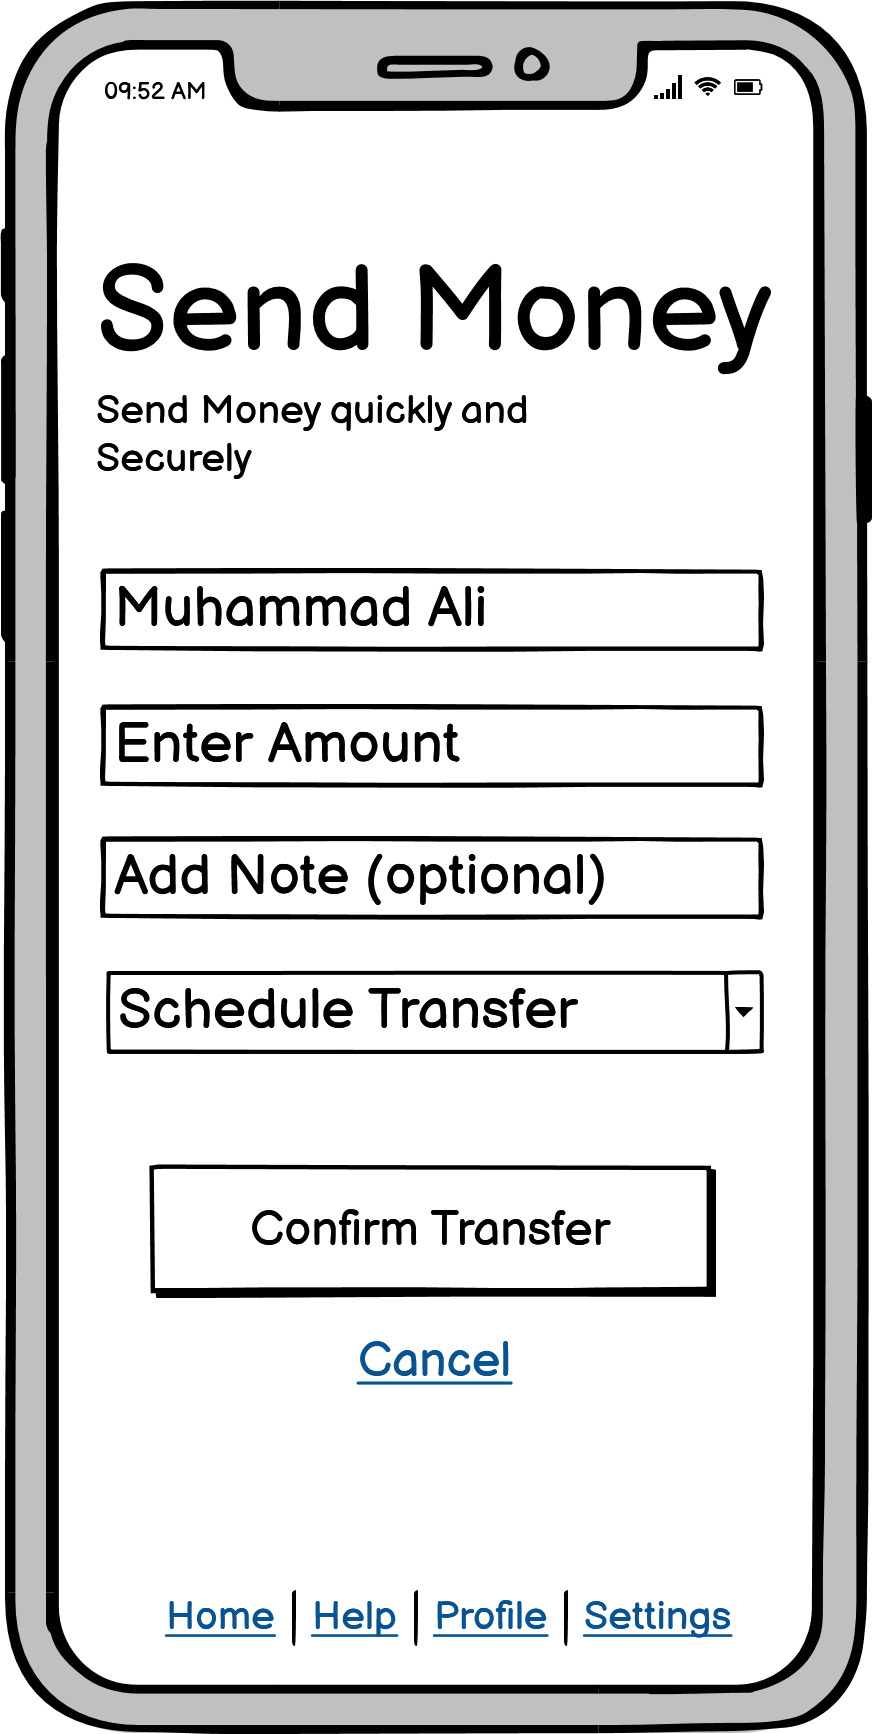 09:52 AM
Send Money
Send Money quickly and
Securely
Muhammad Ali
Enter Amount
Add Note (optional)
Schedule Transfer
Confirm Transfer
Cancel
Home | Help | Profile | Settings